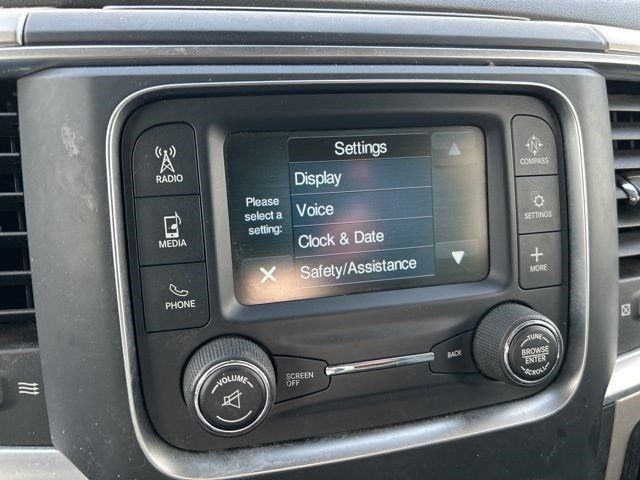 RADIO
MEDIA
PHONE
Settings
Please
select a
setting:
Display
Voice
Clock & Date
Safety/Assistance
COMPASS
SETTINGS
MORE
VOLUME
SCREEN
OFF
BACK
TUNE
BROWSE
ENTER
SCROLL